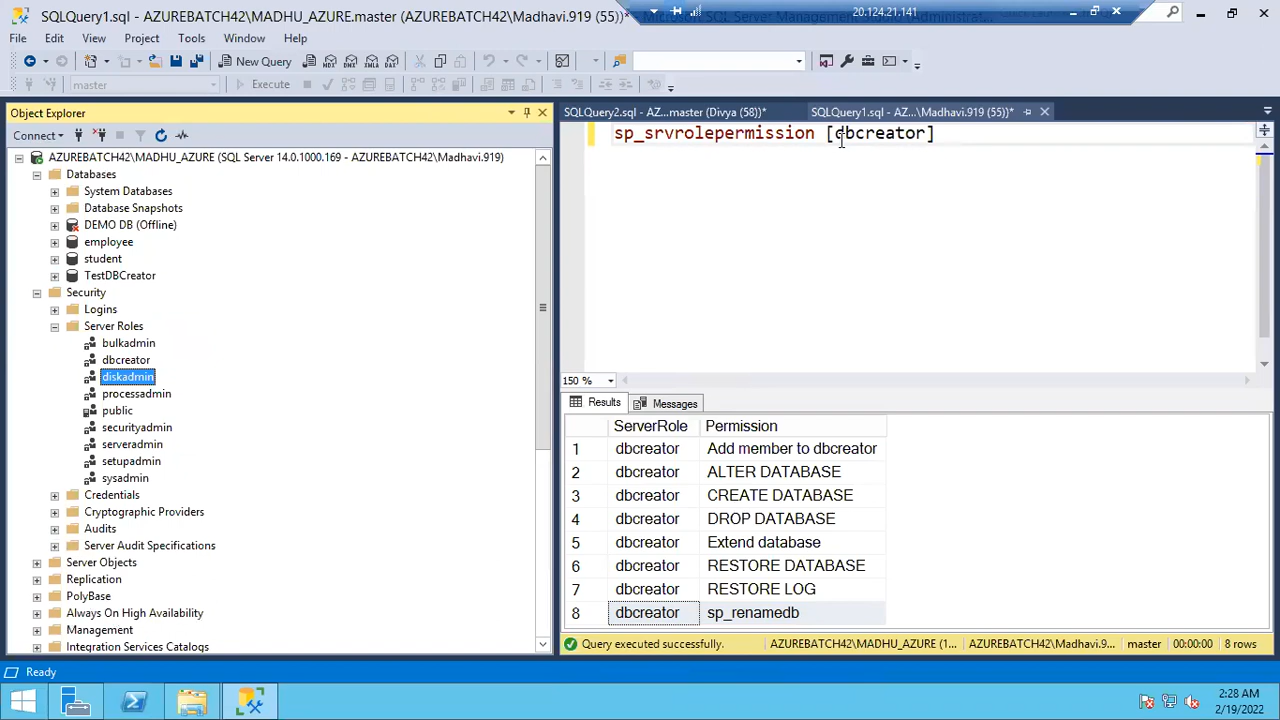 SQLQuery1.sql - AZUREBATCH42\MADHU_AZURE.master (AZUREBATCH42\Madhavi.919 (55))*
20.124.21.141
File Edit View Project Tools Window Help
New Query
master
Execute
Object Explorer
Connect
AZUREBATCH42\MADHU_AZURE (SQL Server 14.0.1000.169 - AZUREBATCH42\Madhavi.919)
Databases
System Databases
Database Snapshots
DEMO DB (Offline)
employee
student
TestDBCreator
Security
Logins
Server Roles
bulkadmin
dbcreator
diskadmin
processadmin
public
securityadmin
serveradmin
setupadmin
sysadmin
Credentials
Cryptographic Providers
Audits
Server Audit Specifications
Server Objects
Replication
PolyBase
Always On High Availability
Management
Integration Services Catalogs
SQLQuery2.sql - AZ...master (Divya (58))*
SQLQuery1.sql - AZ...\Madhavi.919 (55))*
sp_srvrolepermission [dbcreator]
150 %
Results Messages
ServerRole Permission
1 dbcreator Add member to dbcreator
2 dbcreator ALTER DATABASE
3 dbcreator CREATE DATABASE
4 dbcreator DROP DATABASE
5 dbcreator Extend database
6 dbcreator RESTORE DATABASE
7 dbcreator RESTORE LOG
8 dbcreator sp_renamedb
Query executed successfully. AZUREBATCH42\MADHU_AZURE (1... AZUREBATCH42\Madhavi.9... master 00:00:00 8 rows
Ready
2:28 AM
2/19/2022